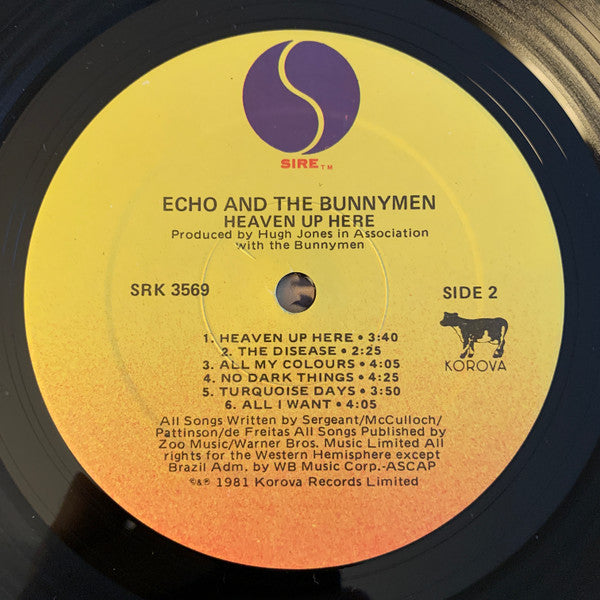 SIRE™
ECHO AND THE BUNNYMEN
HEAVEN UP HERE
Produced by Hugh Jones in Association
with the Bunnymen
SRK 3569
SIDE 2
KOROVA
1. HEAVEN UP HERE • 3:40
2. THE DISEASE • 2:25
3. ALL MY COLOURS • 4:05
4. NO DARK THINGS • 4:25
5. TURQUOISE DAYS • 3:50
6. ALL I WANT • 4:05
All Songs Written by Sergeant/McCulloch/
Pattinson/de Freitas All Songs Published by
Zoo Music/Warner Bros. Music Limited All
rights for the Western Hemisphere except
Brazil Adm. by WB Music Corp.-ASCAP
©&℗ 1981 Korova Records Limited